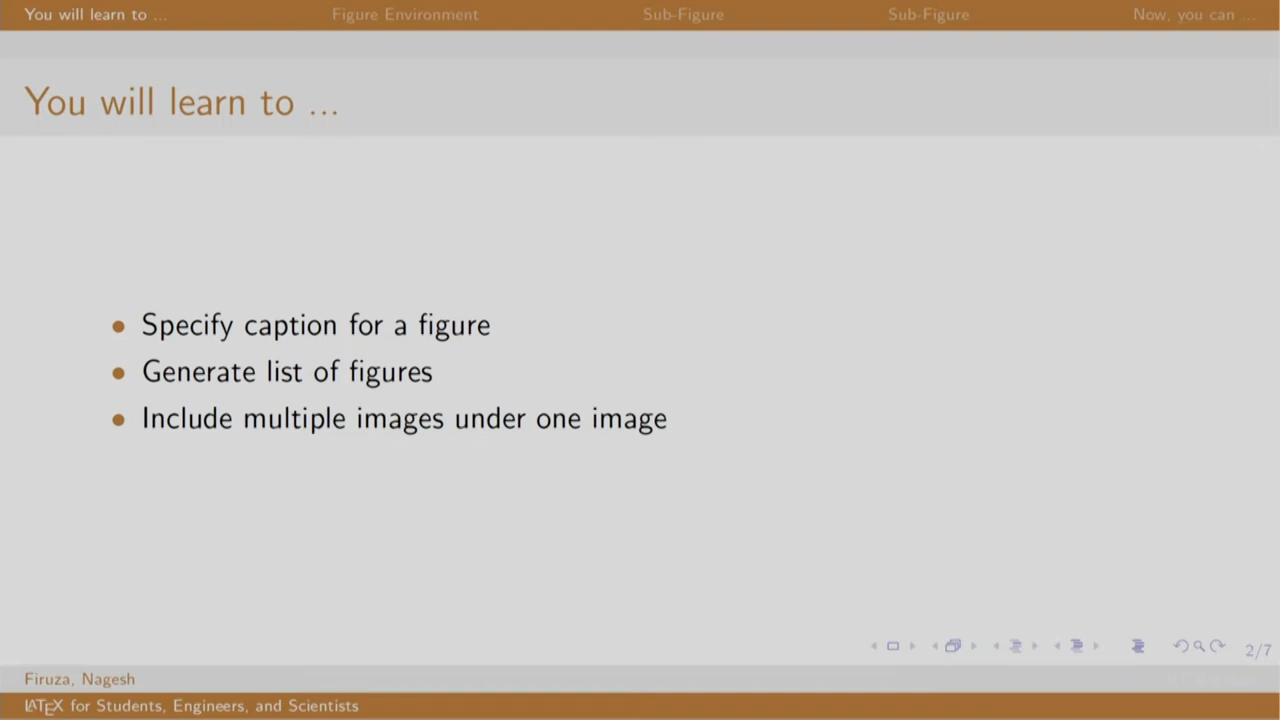 You will learn to ... Figure Environment Sub-Figure Sub-Figure Now, you can ...
You will learn to ...
• Specify caption for a figure
• Generate list of figures
• Include multiple images under one image
2/7
Firuza, Nagesh
LATEX for Students, Engineers, and Scientists